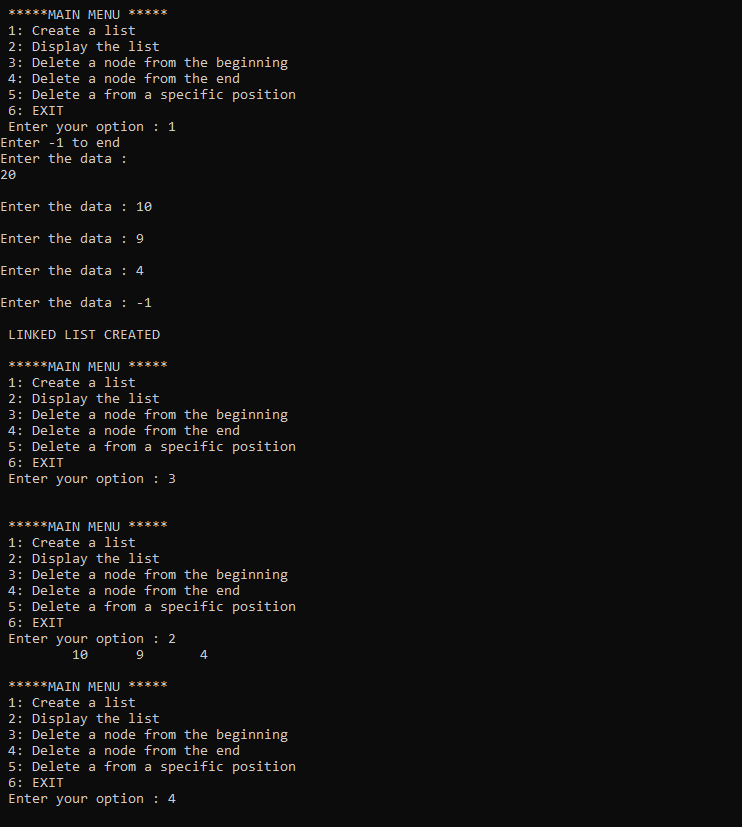 *****MAIN MENU *****
1: Create a list
2: Display the list
3: Delete a node from the beginning
4: Delete a node from the end
5: Delete a from a specific position
6: EXIT
Enter your option : 1
Enter -1 to end
Enter the data :
20
Enter the data : 10
Enter the data : 9
Enter the data : 4
Enter the data : -1
LINKED LIST CREATED
*****MAIN MENU *****
1: Create a list
2: Display the list
3: Delete a node from the beginning
4: Delete a node from the end
5: Delete a from a specific position
6: EXIT
Enter your option : 3
*****MAIN MENU *****
1: Create a list
2: Display the list
3: Delete a node from the beginning
4: Delete a node from the end
5: Delete a from a specific position
6: EXIT
Enter your option : 2
10 9 4
*****MAIN MENU *****
1: Create a list
2: Display the list
3: Delete a node from the beginning
4: Delete a node from the end
5: Delete a from a specific position
6: EXIT
Enter your option : 4